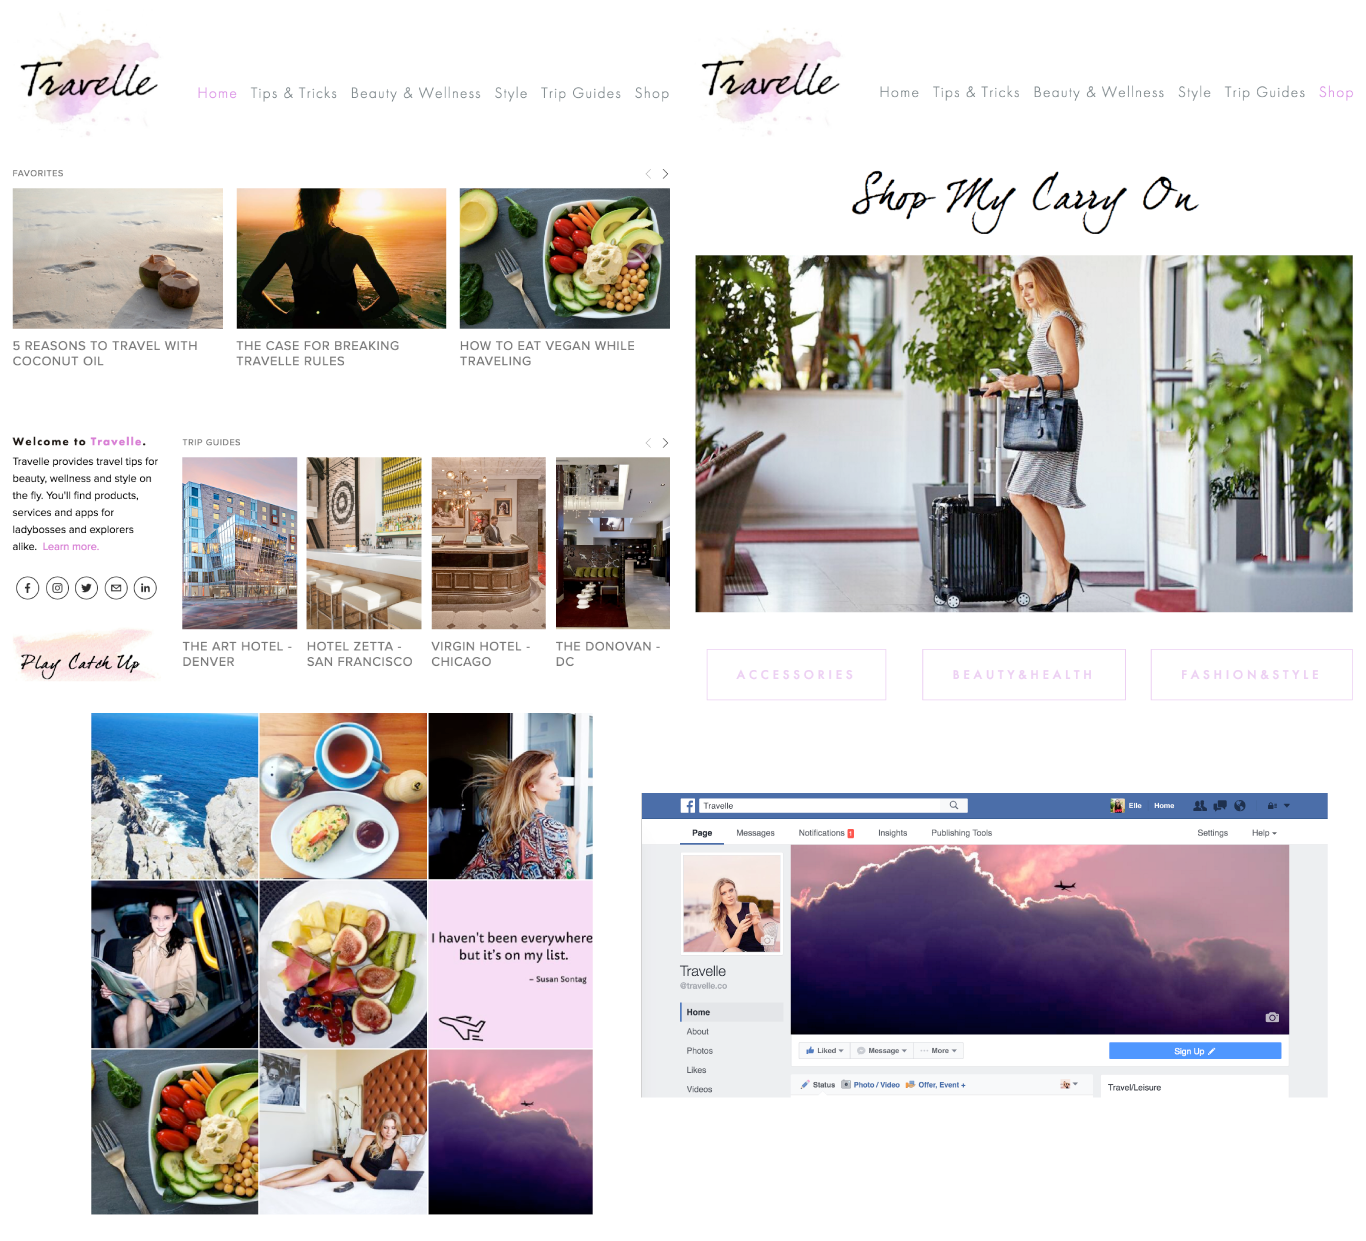 Travelle
Home Tips & Tricks Beauty & Wellness Style Trip Guides Shop
FAVORITES
5 REASONS TO TRAVEL WITH
COCONUT OIL
THE CASE FOR BREAKING
TRAVELLE RULES
HOW TO EAT VEGAN WHILE
TRAVELING
Welcome to Travelle.
Travelle provides travel tips for
beauty, wellness and style on
the fly. You'll find products,
services and apps for
ladybosses and explorers
alike. Learn more.
Play Catch Up
TRIP GUIDES
THE ART HOTEL -
DENVER
HOTEL ZETTA -
SAN FRANCISCO
VIRGIN HOTEL -
CHICAGO
THE DONOVAN -
DC
Travelle
Home Tips & Tricks Beauty & Wellness Style Trip Guides Shop
Shop My Carry On
ACCESSORIES
BEAUTY&HEALTH
FASHION&STYLE
I haven't been everywhere
but it's on my list.
– Susan Sontag
Travelle
Elle Home
Page Messages Notifications 1 Insights Publishing Tools Settings Help
Travelle
@travelle.co
Home
About
Photos
Likes
Videos
Liked Message More
Sign Up
Status Photo / Video Offer, Event +
Travel/Leisure